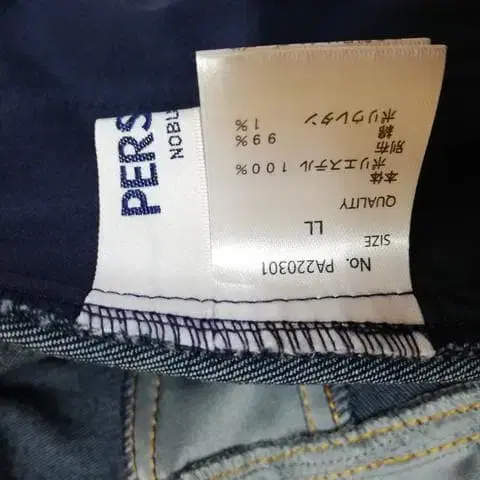 No. PA220301
SIZE
LL
QUALITY
本体
ポリエステル 100%
別布
綿 99%
ポリウレタン 1%
PERS
NOBL